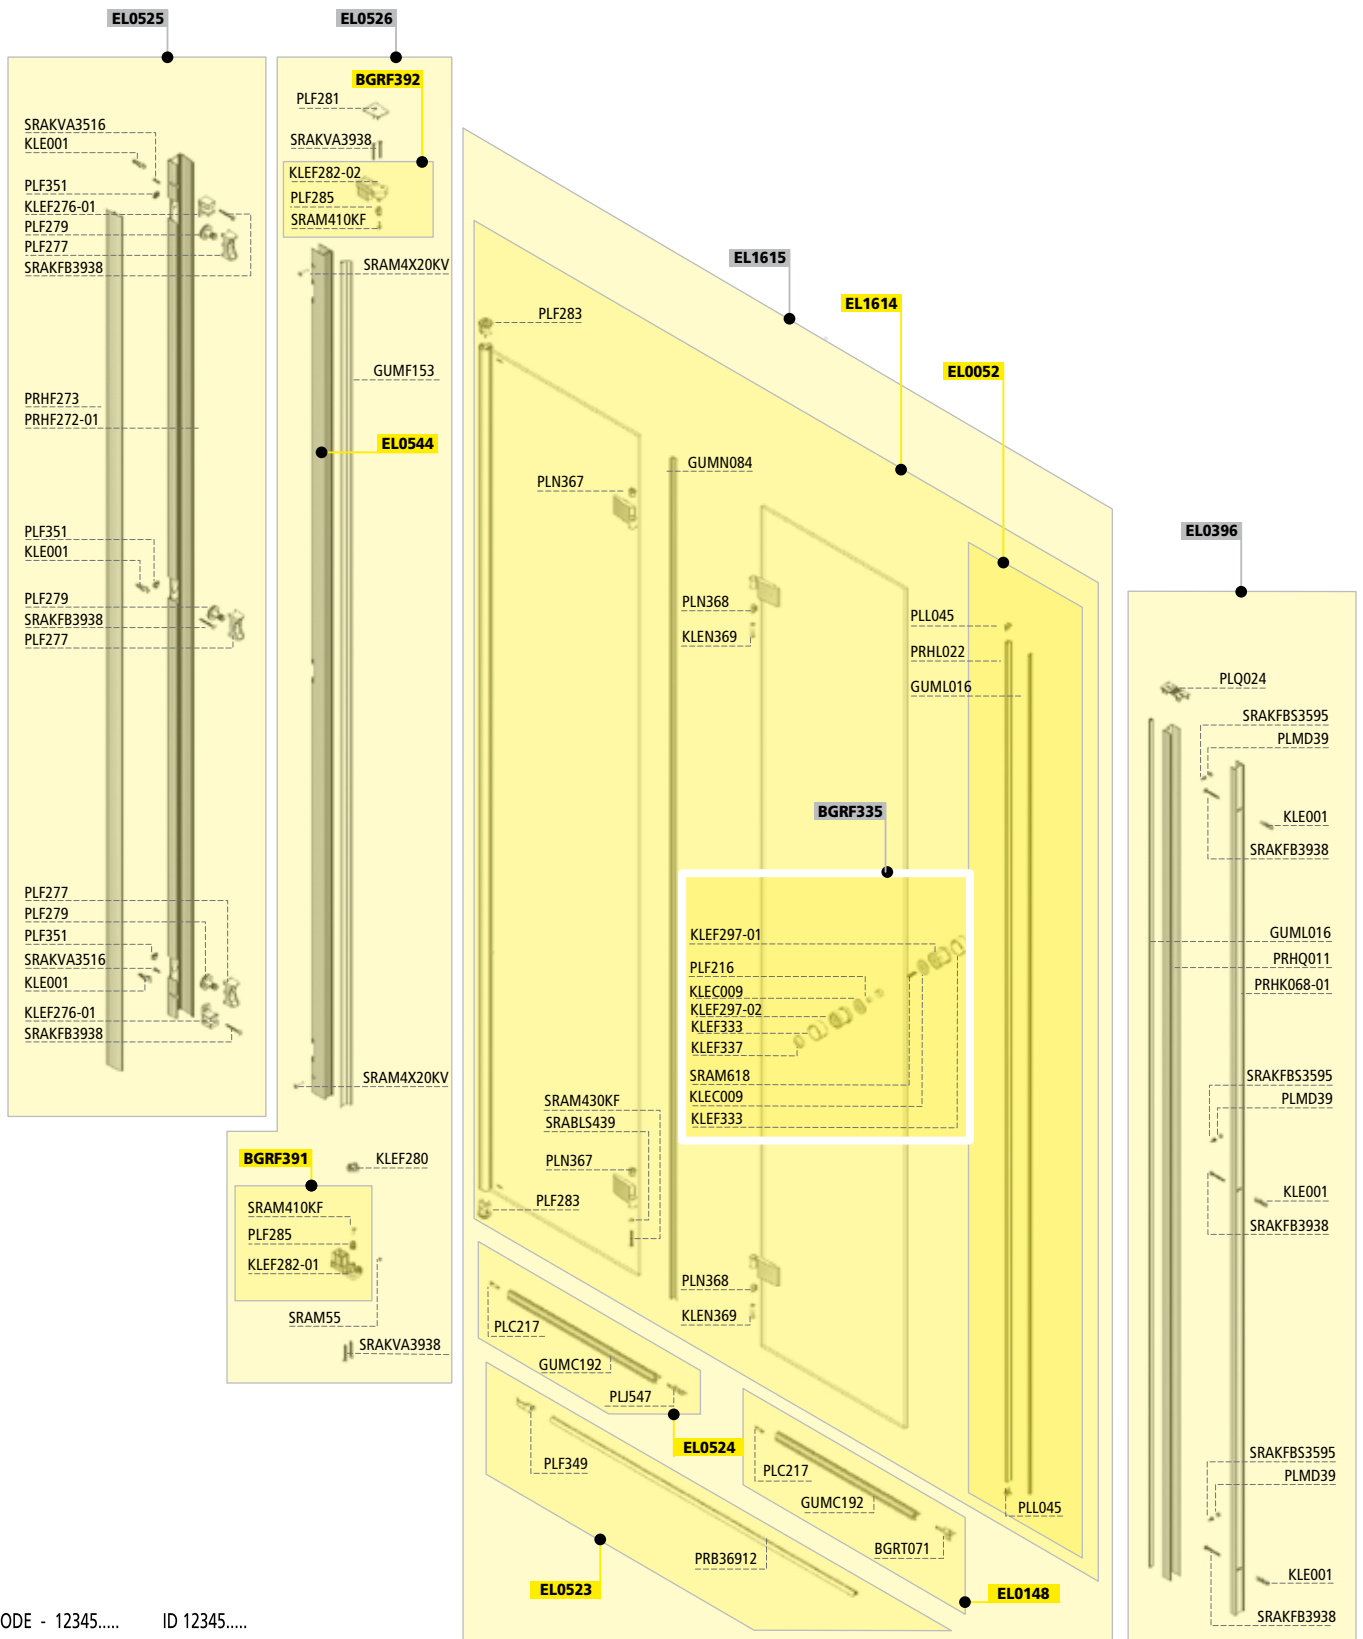 EL0525
SRAKVA3516
KLE001
PLF351
KLEF276-01
PLF279
PLF277
SRAKFB3938
PRHF273
PRHF272-01
PLF351
KLE001
PLF279
SRAKFB3938
PLF277
PLF277
PLF279
PLF351
SRAKVA3516
KLE001
KLEF276-01
SRAKFB3938
EL0526
BGRF392
PLF281
SRAKVA3938
KLEF282-02
PLF285
SRAM410KF
SRAM4X20KV
GUMF153
EL0544
SRAM4X20KV
KLEF280
BGRF391
SRAM410KF
PLF285
KLEF282-01
SRAM55
SRAKVA3938
EL1615
EL1614
EL0052
PLF283
PLN367
GUMN084
PLN368
KLEN369
PLL045
PRHL022
GUML016
BGRF335
KLEF297-01
PLF216
KLEC009
KLEF297-02
KLEF333
KLEF337
SRAM618
KLEC009
KLEF333
SRAM430KF
SRABLS439
PLN367
PLF283
PLN368
KLEN369
PLC217
GUMC192
PLJ547
EL0524
PLF349
PRB36912
EL0523
PLC217
GUMC192
BGRT071
EL0148
PLL045
EL0396
PLQ024
SRAKFBS3595
PLMD39
KLE001
SRAKFB3938
GUML016
PRHQ011
PRHK068-01
SRAKFBS3595
PLMD39
KLE001
SRAKFB3938
SRAKFBS3595
PLMD39
KLE001
SRAKFB3938
ODE - 12345..... ID 12345.....